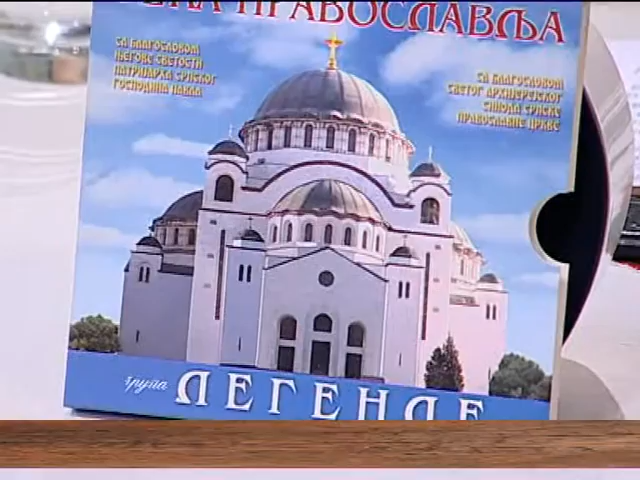 ПРАВОСЛАВЉА
СА БЛАГОСЛОВОМ
ЊЕГОВЕ СВЕТОСТИ
ПАТРИЈАРХА СРПСКОГ
ГОСПОДИНА ПАВЛА
СА БЛАГОСЛОВОМ
СВЕТОГ АРХИЈЕРЕЈСКОГ
СИНОДА СРПСКЕ
ПРАВОСЛАВНЕ ЦРКВЕ
група ЛЕГЕНДЕ